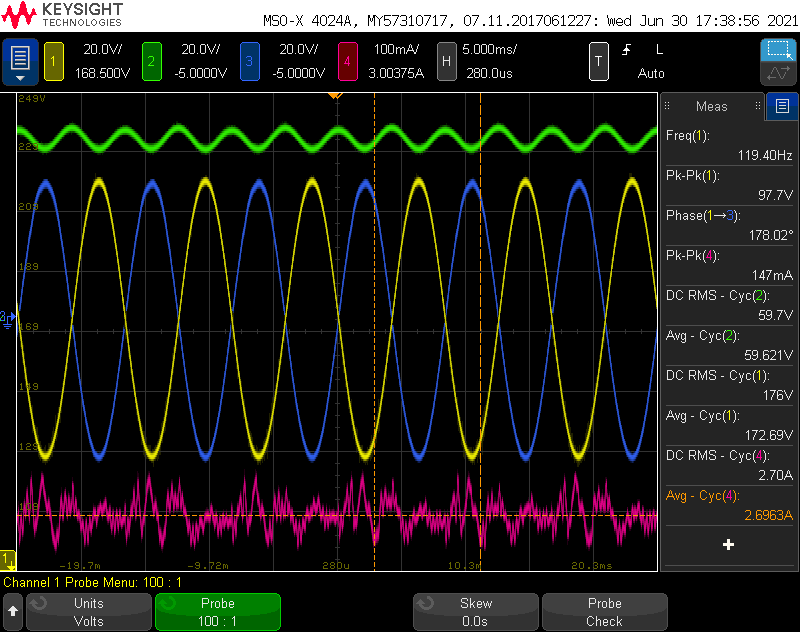 KEYSIGHT
TECHNOLOGIES
MSO-X 4024A, MY57310717, 07.11.2017061227: Wed Jun 30 17:38:56 2021
1 20.0V/ 2 20.0V/ 3 20.0V/ 4 100mA/ H 5.000ms/ T L
168.500V -5.0000V -5.0000V 3.00375A 280.0us Auto
249V
229
209
189
169
149
129
109
-19.7m -9.72m 280u 10.3m 20.3ms
Meas
Freq(1):
119.40Hz
Pk-Pk(1):
97.7V
Phase(1→3):
178.02°
Pk-Pk(4):
147mA
DC RMS - Cyc(2):
59.7V
Avg - Cyc(2):
59.621V
DC RMS - Cyc(1):
176V
Avg - Cyc(1):
172.69V
DC RMS - Cyc(4):
2.70A
Avg - Cyc(4):
2.6963A
Channel 1 Probe Menu: 100 : 1
Units
Volts
Probe
100 : 1
Skew
0.0s
Probe
Check